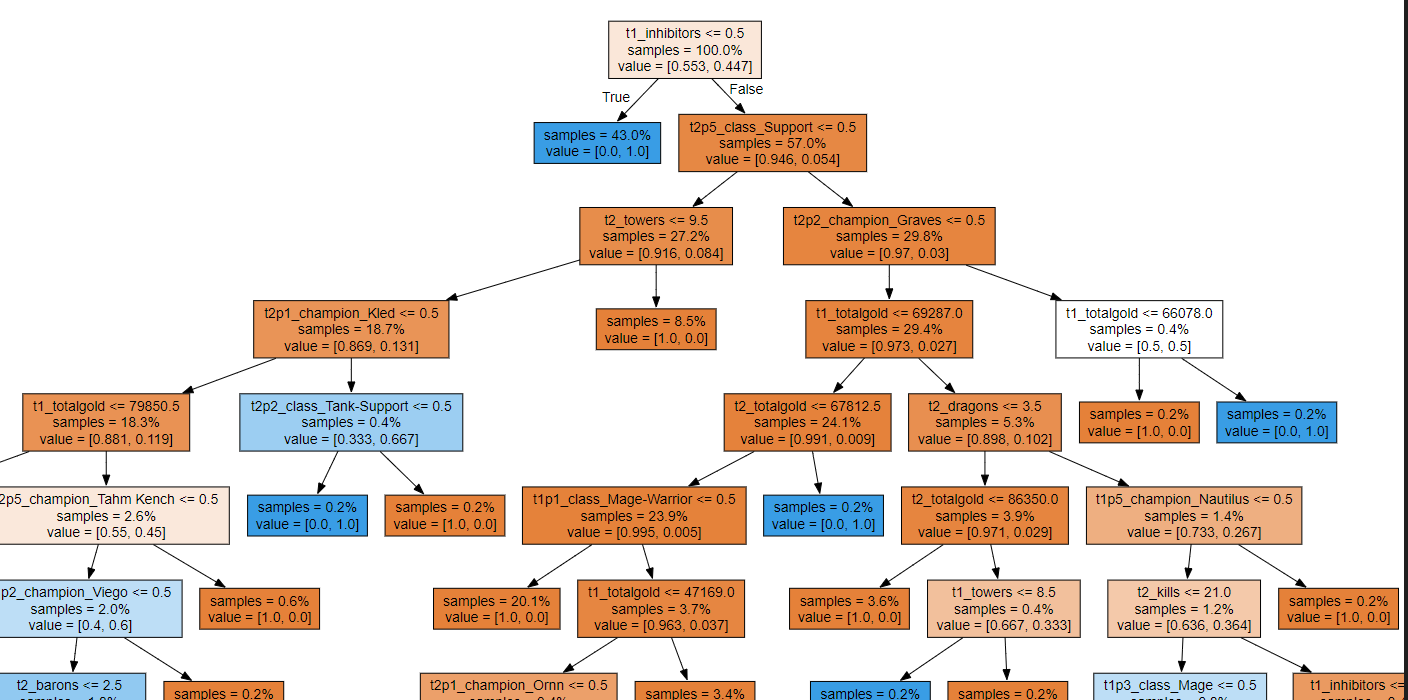 t1_inhibitors <= 0.5
samples = 100.0%
value = [0.553, 0.447]
True
False
samples = 43.0%
value = [0.0, 1.0]
t2p5_class_Support <= 0.5
samples = 57.0%
value = [0.946, 0.054]
t2_towers <= 9.5
samples = 27.2%
value = [0.916, 0.084]
t2p2_champion_Graves <= 0.5
samples = 29.8%
value = [0.97, 0.03]
t2p1_champion_Kled <= 0.5
samples = 18.7%
value = [0.869, 0.131]
samples = 8.5%
value = [1.0, 0.0]
t1_totalgold <= 69287.0
samples = 29.4%
value = [0.973, 0.027]
t1_totalgold <= 66078.0
samples = 0.4%
value = [0.5, 0.5]
t1_totalgold <= 79850.5
samples = 18.3%
value = [0.881, 0.119]
t2p2_class_Tank-Support <= 0.5
samples = 0.4%
value = [0.333, 0.667]
t2_totalgold <= 67812.5
samples = 24.1%
value = [0.991, 0.009]
t2_dragons <= 3.5
samples = 5.3%
value = [0.898, 0.102]
samples = 0.2%
value = [1.0, 0.0]
samples = 0.2%
value = [0.0, 1.0]
2p5_champion_Tahm Kench <= 0.5
samples = 2.6%
value = [0.55, 0.45]
samples = 0.2%
value = [0.0, 1.0]
samples = 0.2%
value = [1.0, 0.0]
t1p1_class_Mage-Warrior <= 0.5
samples = 23.9%
value = [0.995, 0.005]
samples = 0.2%
value = [0.0, 1.0]
t2_totalgold <= 86350.0
samples = 3.9%
value = [0.971, 0.029]
t1p5_champion_Nautilus <= 0.5
samples = 1.4%
value = [0.733, 0.267]
p2_champion_Viego <= 0.5
samples = 2.0%
value = [0.4, 0.6]
samples = 0.6%
value = [1.0, 0.0]
samples = 20.1%
value = [1.0, 0.0]
t1_totalgold <= 47169.0
samples = 3.7%
value = [0.963, 0.037]
samples = 3.6%
value = [1.0, 0.0]
t1_towers <= 8.5
samples = 0.4%
value = [0.667, 0.333]
t2_kills <= 21.0
samples = 1.2%
value = [0.636, 0.364]
samples = 0.2%
value = [1.0, 0.0]
t2_barons <= 2.5
samples = 0.2%
t2p1_champion_Ornn <= 0.5
samples = 3.4%
samples = 0.2%
samples = 0.2%
t1p3_class_Mage <= 0.5
t1_inhibitors <=